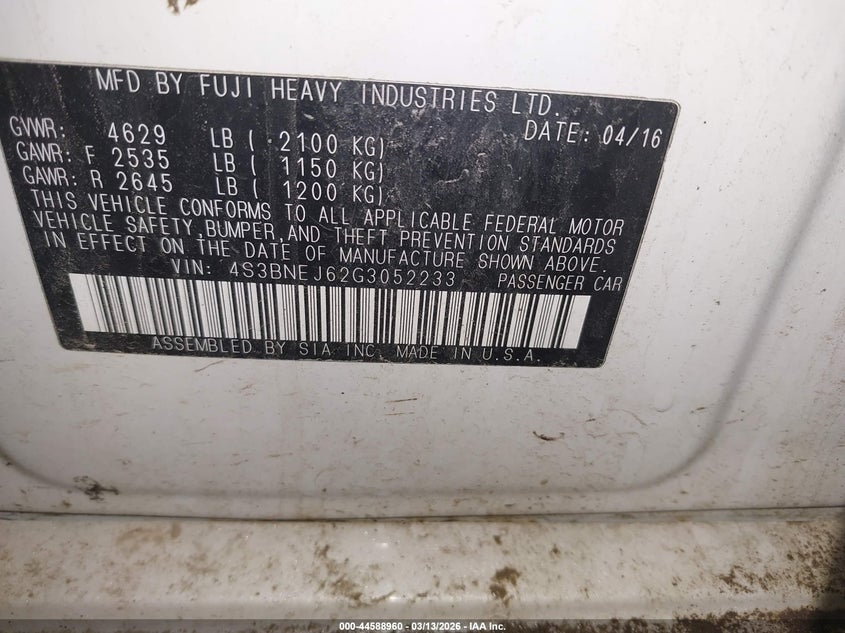 MFD BY FUJI HEAVY INDUSTRIES LTD.
DATE: 04/16
GVWR: 4629 LB ( 2100 KG)
GAWR: F 2535 LB ( 1150 KG)
GAWR: R 2645 LB ( 1200 KG)
THIS VEHICLE CONFORMS TO ALL APPLICABLE FEDERAL MOTOR
VEHICLE SAFETY, BUMPER, AND THEFT PREVENTION STANDARDS
IN EFFECT ON THE DATE OF MANUFACTURE SHOWN ABOVE.
VIN: 4S3BNEJ62G3052233 PASSENGER CAR
ASSEMBLED BY SIA INC. MADE IN U.S.A.
000-44588960 - 03/13/2026 - IAA Inc.